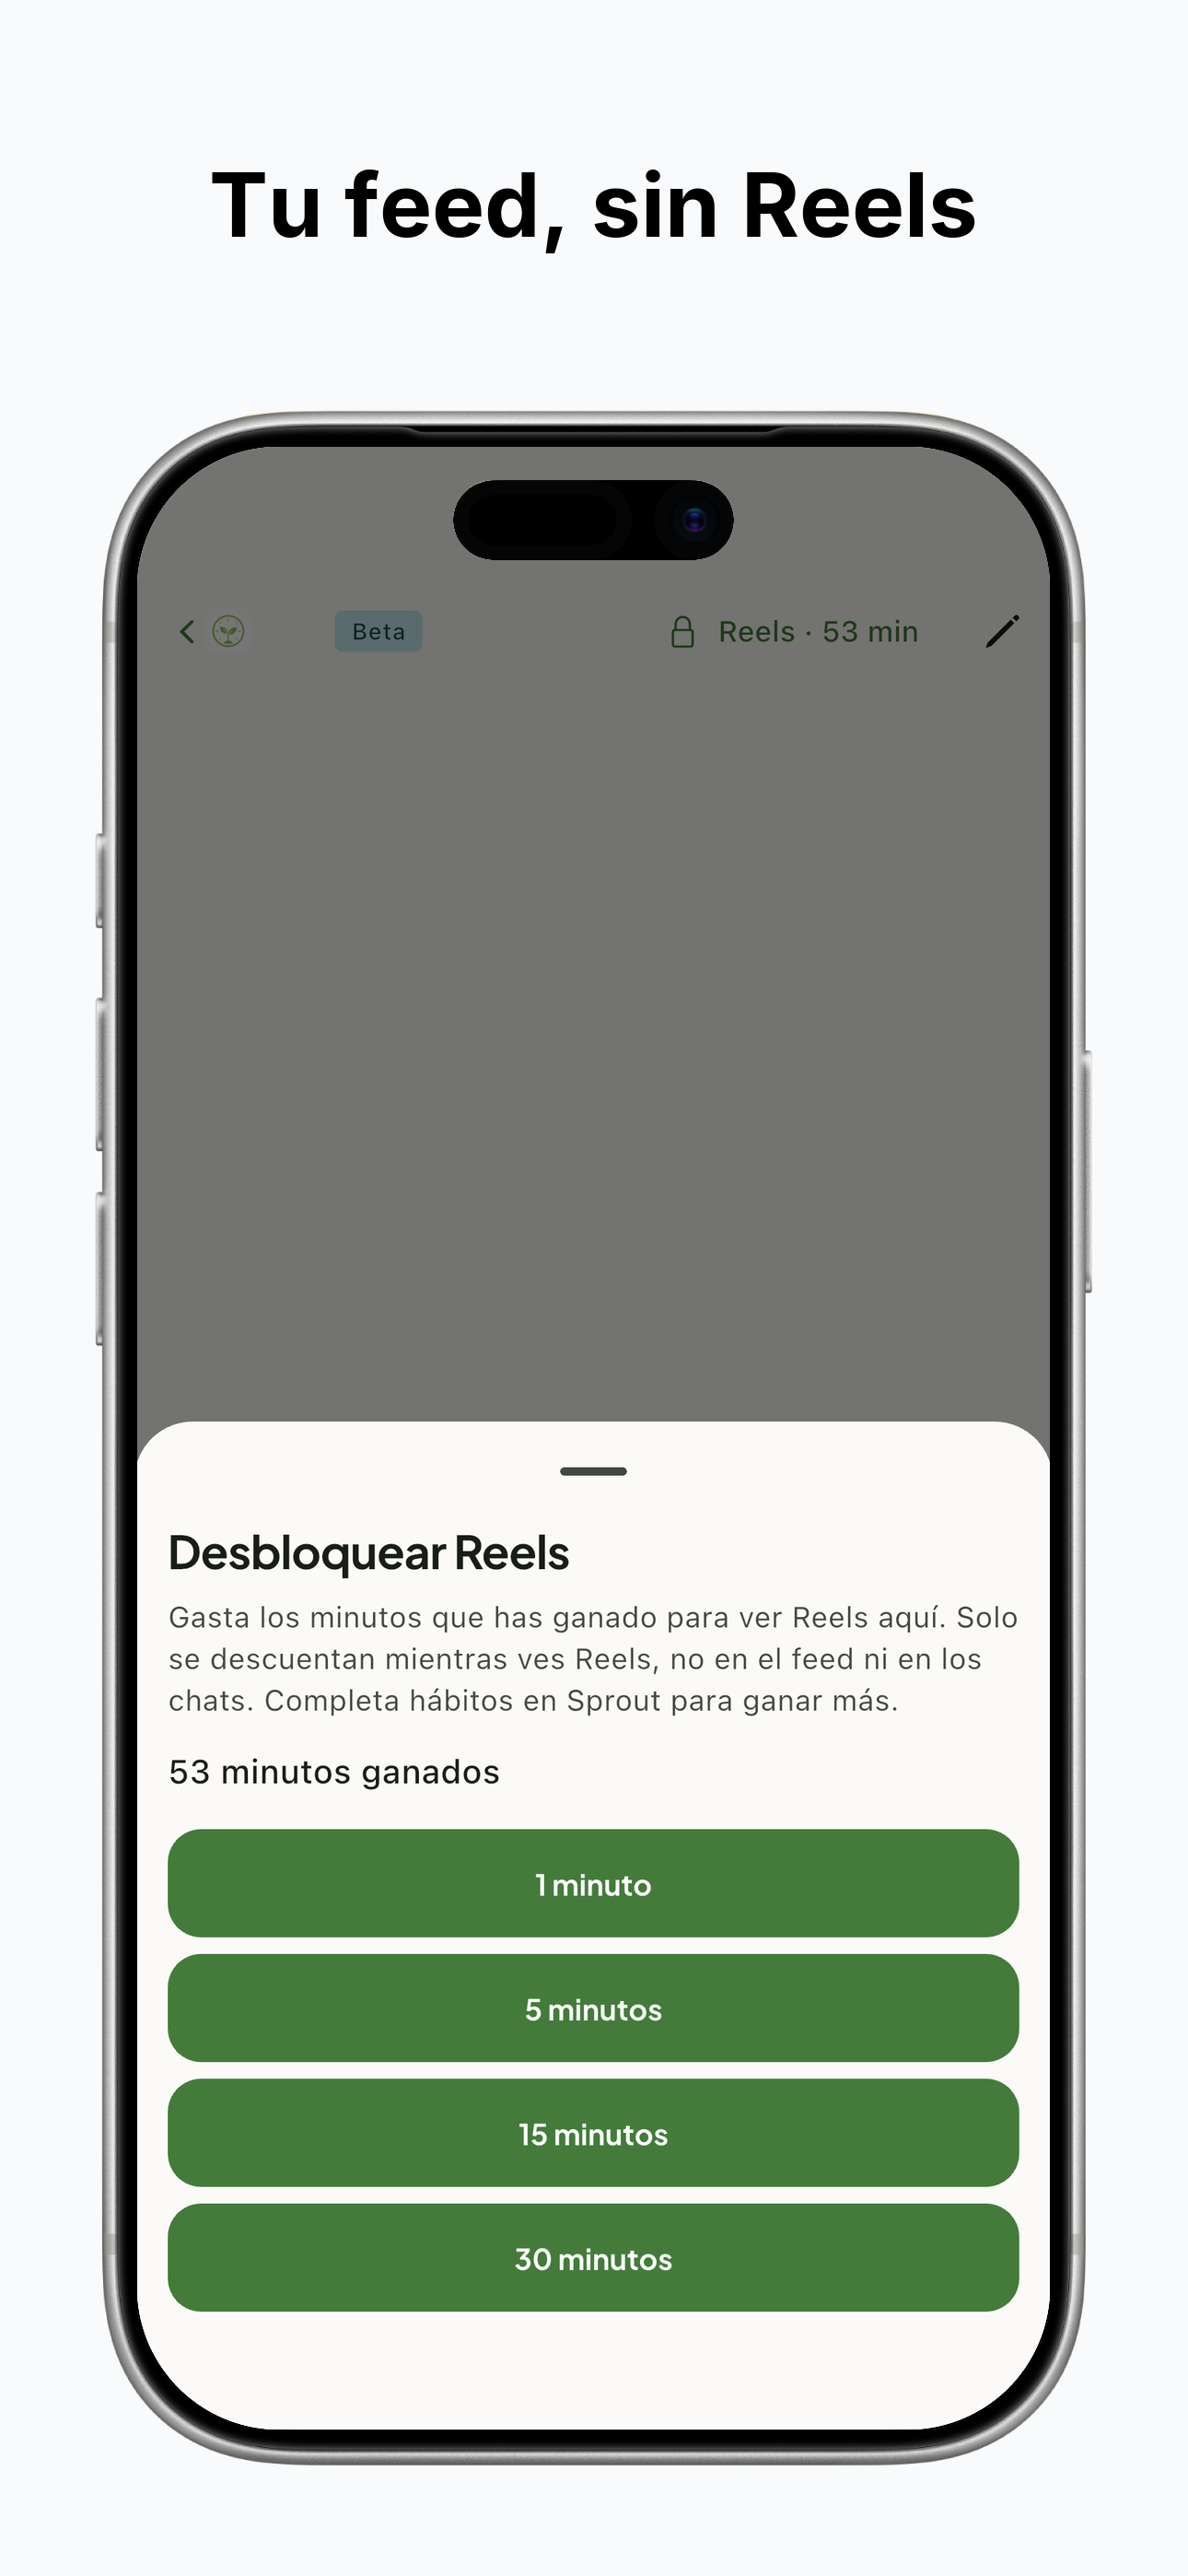 Tu feed, sin Reels
Beta
Reels · 53 min
Desbloquear Reels
Gasta los minutos que has ganado para ver Reels aquí. Solo
se descuentan mientras ves Reels, no en el feed ni en los
chats. Completa hábitos en Sprout para ganar más.
53 minutos ganados
1 minuto
5 minutos
15 minutos
30 minutos